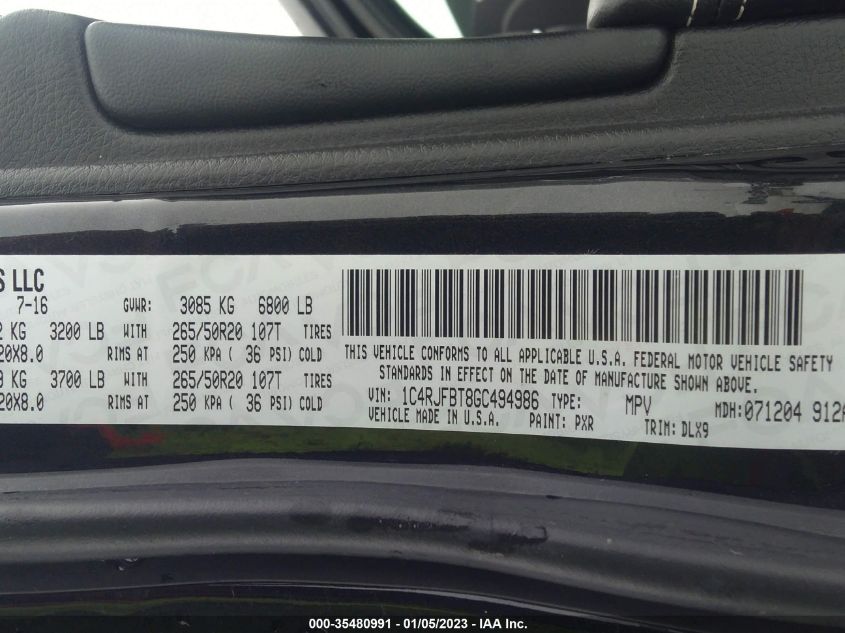 S LLC
7-16 GVWR: 3085 KG 6800 LB
KG 3200 LB WITH 265/50R20 107T TIRES
20X8.0 RIMS AT 250 KPA ( 36 PSI) COLD
KG 3700 LB WITH 265/50R20 107T TIRES
20X8.0 RIMS AT 250 KPA ( 36 PSI) COLD
THIS VEHICLE CONFORMS TO ALL APPLICABLE U.S.A. FEDERAL MOTOR VEHICLE SAFETY
STANDARDS IN EFFECT ON THE DATE OF MANUFACTURE SHOWN ABOVE.
VIN: 1C4RJFBT8GC494986 TYPE: MPV MDH: 071204 912A
VEHICLE MADE IN U.S.A. PAINT: PXR TRIM: DLX9
000-35480991 - 01/05/2023 - IAA Inc.